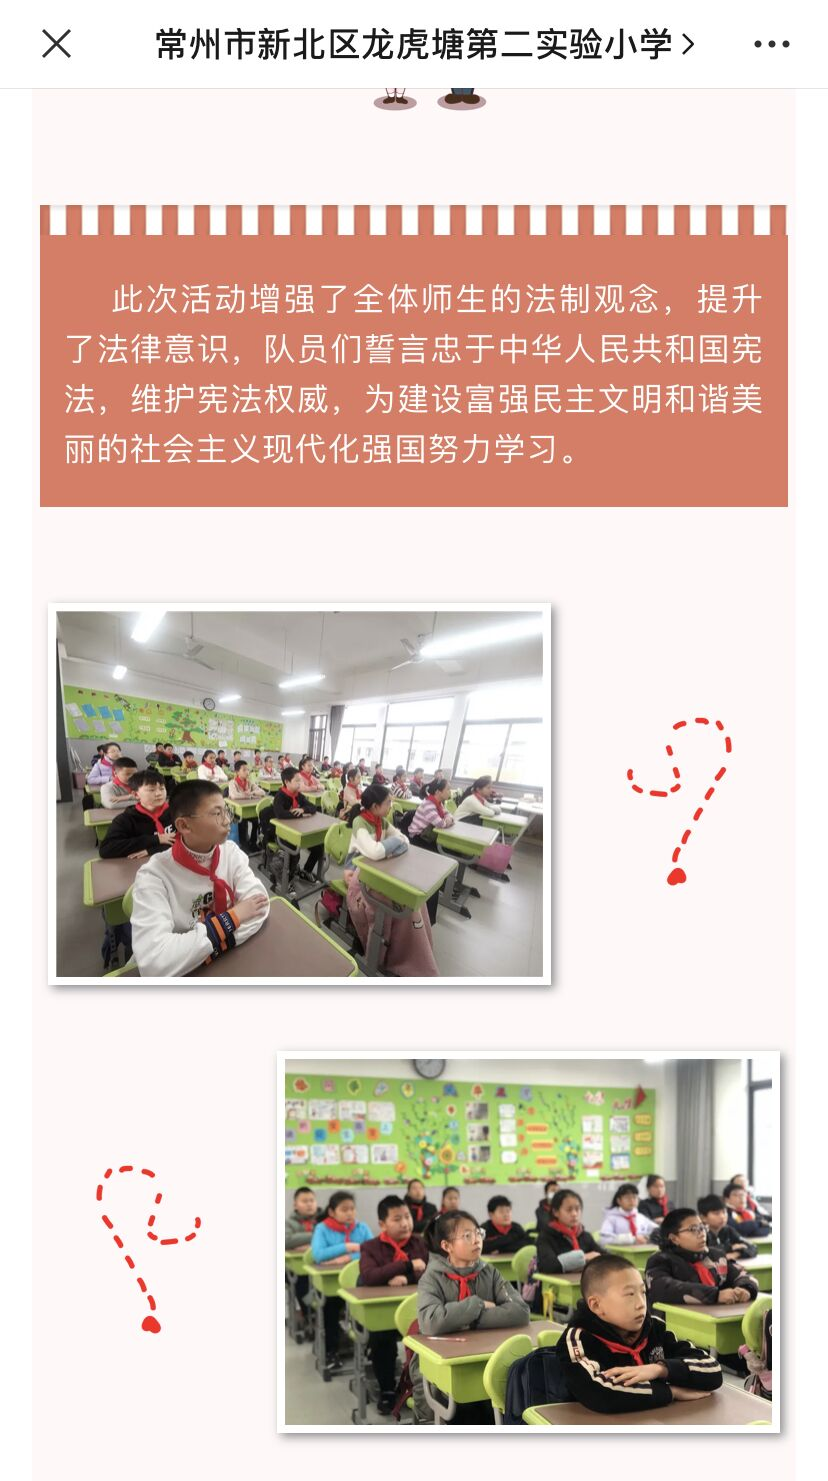 常州市新北区龙虎塘第二实验小学
此次活动增强了全体师生的法制观念，提升
了法律意识，队员们誓言忠于中华人民共和国宪
法，维护宪法权威，为建设富强民主文明和谐美
丽的社会主义现代化强国努力学习。